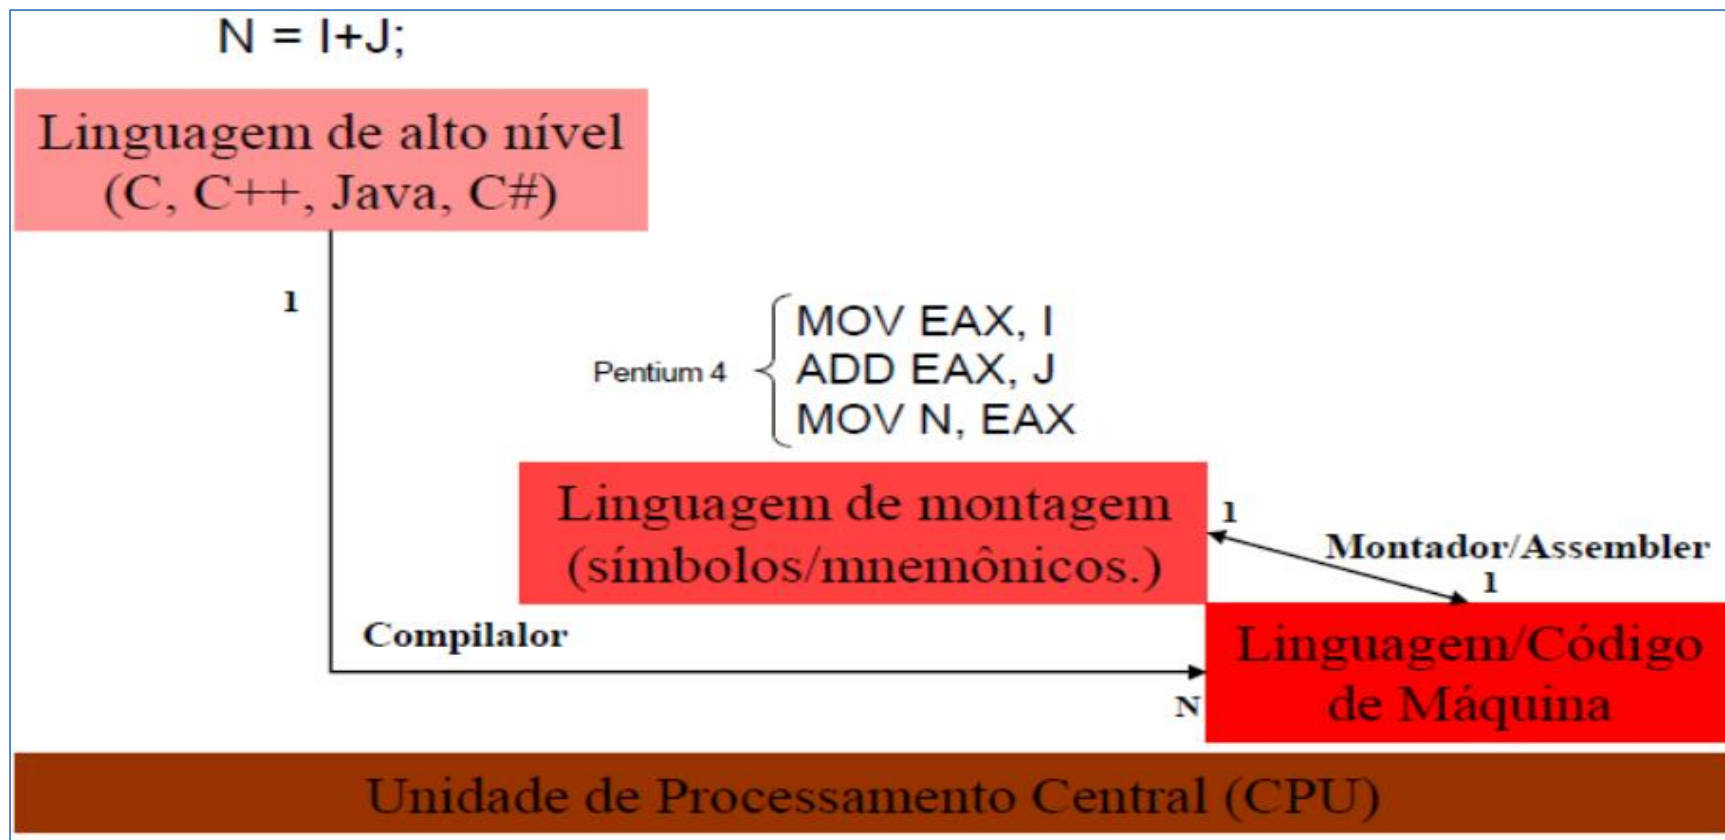 N = I+J;
Linguagem de alto nível
(C, C++, Java, C#)
1
Pentium 4
MOV EAX, I
ADD EAX, J
MOV N, EAX
Linguagem de montagem
(símbolos/mnemônicos.)
1
Montador/Assembler
1
Compilalor
N
Linguagem/Código
de Máquina
Unidade de Processamento Central (CPU)